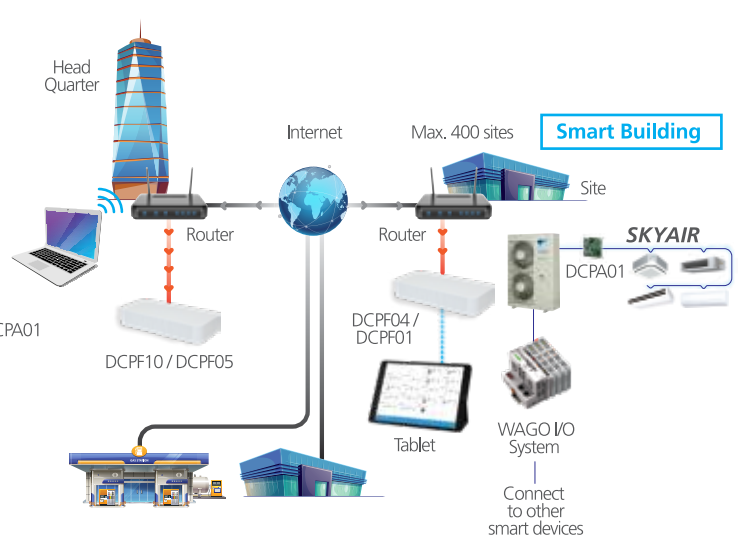 Head
Quarter
Internet
Max. 400 sites
Smart Building
Site
Router
Router
SKYAIR
DCPA01
CPA01
DCPF10 / DCPF05
DCPF04 /
DCPF01
Tablet
WAGO I/O
System
Connect
to other
smart devices